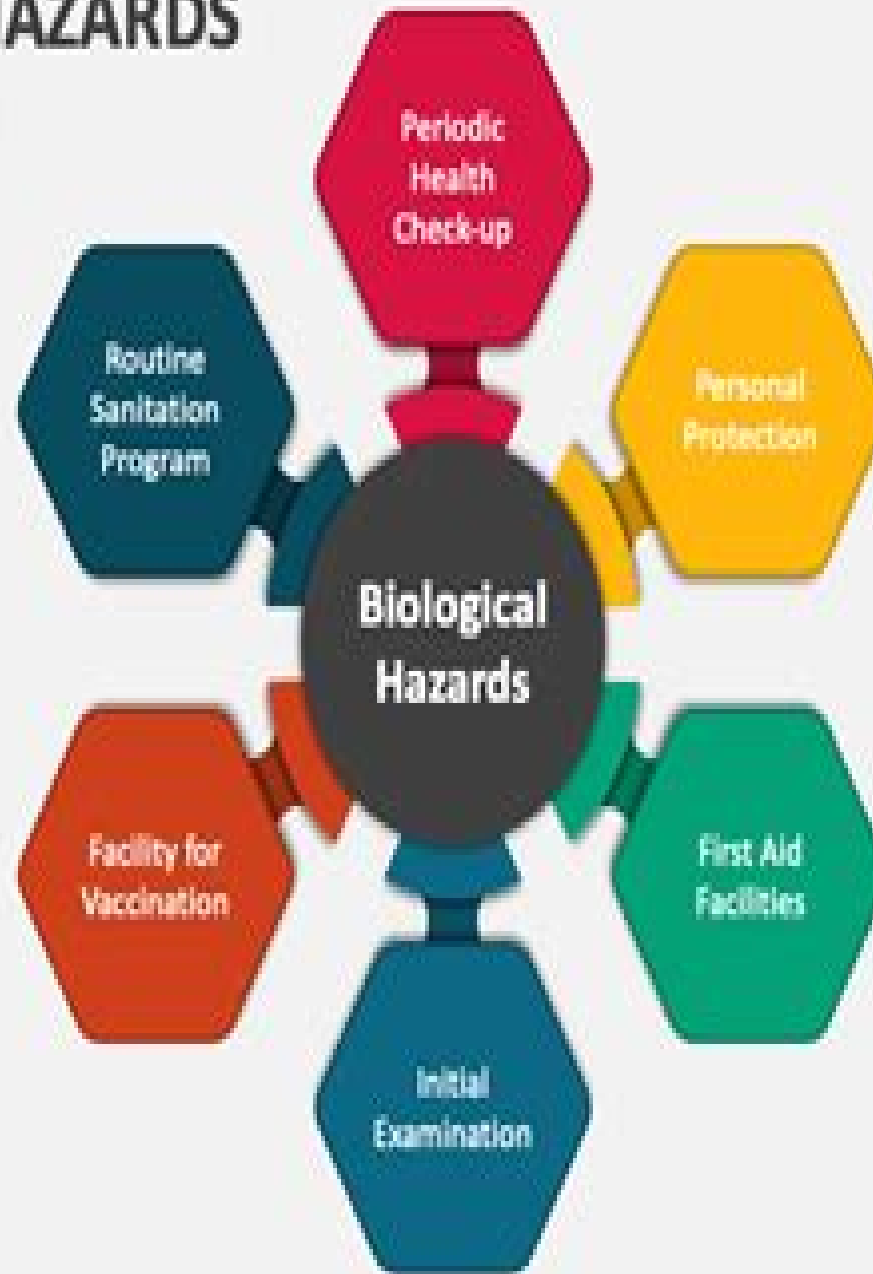 HAZARDS
Periodic
Health
Check-up
Routine
Sanitation
Program
Personal
Protection
Biological
Hazards
Facility for
Vaccination
First Aid
Facilities
Initial
Examination